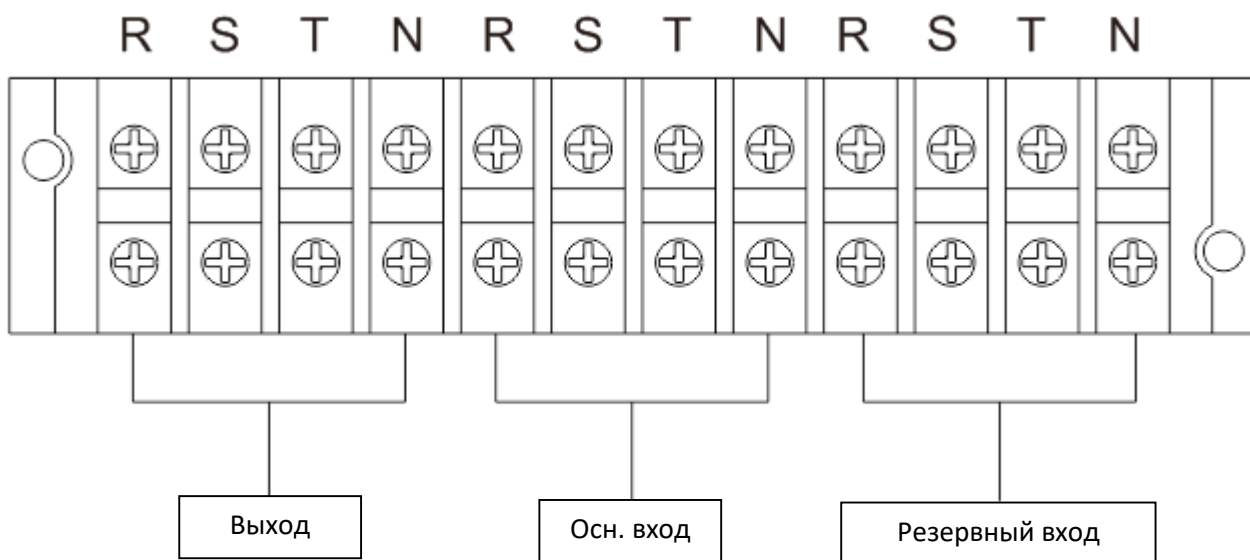 R S T N R S T N R S T N
Выход
Осн. вход
Резервный вход